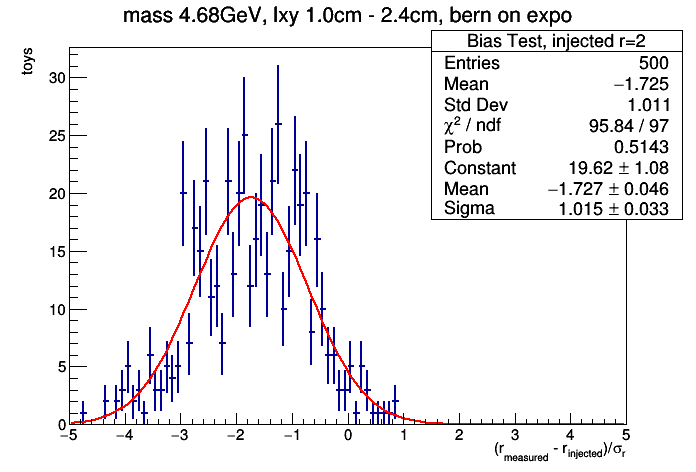 mass 4.68GeV, lxy 1.0cm - 2.4cm, bern on expo
Bias Test, injected r=2
Entries 500
Mean −1.725
Std Dev 1.011
χ² / ndf 95.84 / 97
Prob 0.5143
Constant 19.62 ± 1.08
Mean −1.727 ± 0.046
Sigma 1.015 ± 0.033
toys
30
25
20
15
10
5
0
−5 −4 −3 −2 −1 0 1 2 3 4 5
(r_measured - r_injected)/σ_r